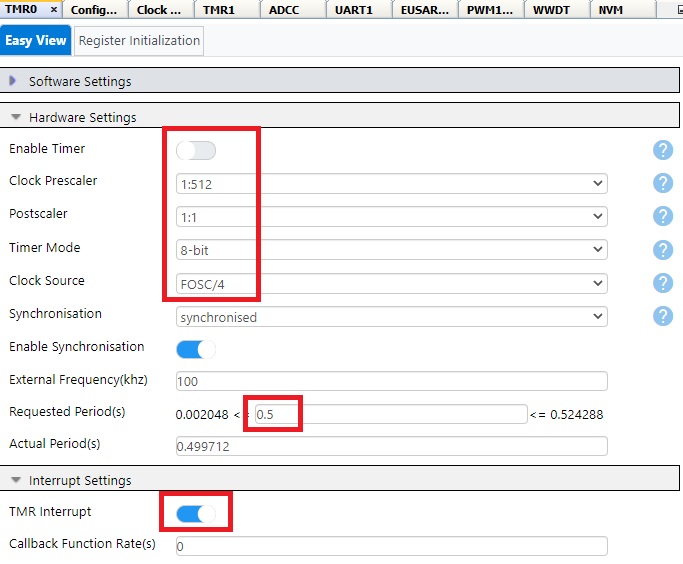 TMR0 × Config... Clock ... TMR1 ADCC UART1 EUSAR... PWM1... WWDT NVM
Easy View Register Initialization
Software Settings
Hardware Settings
Enable Timer ?
Clock Prescaler 1:512 ?
Postscaler 1:1 ?
Timer Mode 8-bit ?
Clock Source FOSC/4 ?
Synchronisation synchronised ?
Enable Synchronisation
External Frequency(khz) 100
Requested Period(s) 0.002048 <= 0.5 <= 0.524288
Actual Period(s) 0.499712
Interrupt Settings
TMR Interrupt
Callback Function Rate(s) 0